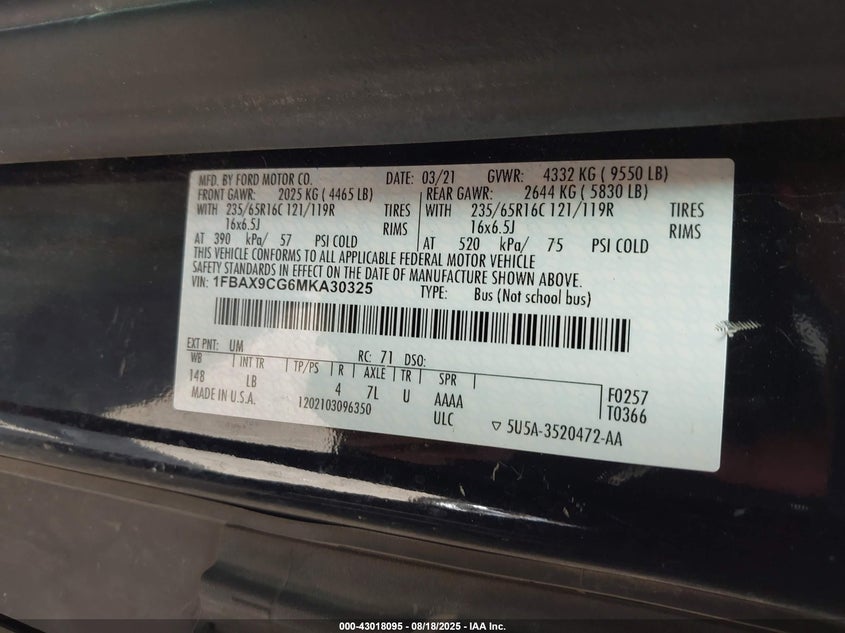 MFD. BY FORD MOTOR CO. DATE: 03/21 GVWR: 4332 KG ( 9550 LB)
FRONT GAWR: 2025 KG ( 4465 LB) REAR GAWR: 2644 KG ( 5830 LB)
WITH 235/65R16C 121/119R TIRES WITH 235/65R16C 121/119R TIRES
16x6.5J RIMS 16x6.5J RIMS
AT 390 kPa/ 57 PSI COLD AT 520 kPa/ 75 PSI COLD
THIS VEHICLE CONFORMS TO ALL APPLICABLE FEDERAL MOTOR VEHICLE
SAFETY STANDARDS IN EFFECT ON THE DATE OF MANUFACTURE SHOWN ABOVE.
VIN: 1FBAX9CG6MKA30325 TYPE: Bus (Not school bus)
EXT PNT: UM RC: 71 DSO:
WB INT TR TP/PS R AXLE TR SPR
148 LB 4 7L U AAAA F0257
MADE IN U.S.A. 1202103096350 ULC T0366
5U5A-3520472-AA
000-43018095 - 08/18/2025 - IAA Inc.